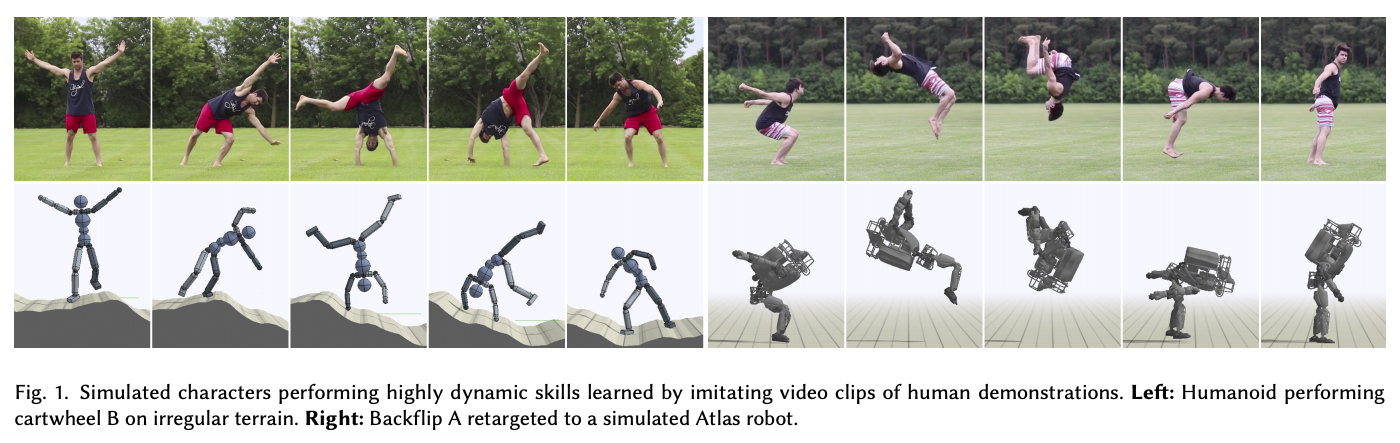 Fig. 1. Simulated characters performing highly dynamic skills learned by imitating video clips of human demonstrations. Left: Humanoid performing
cartwheel B on irregular terrain. Right: Backflip A retargeted to a simulated Atlas robot.